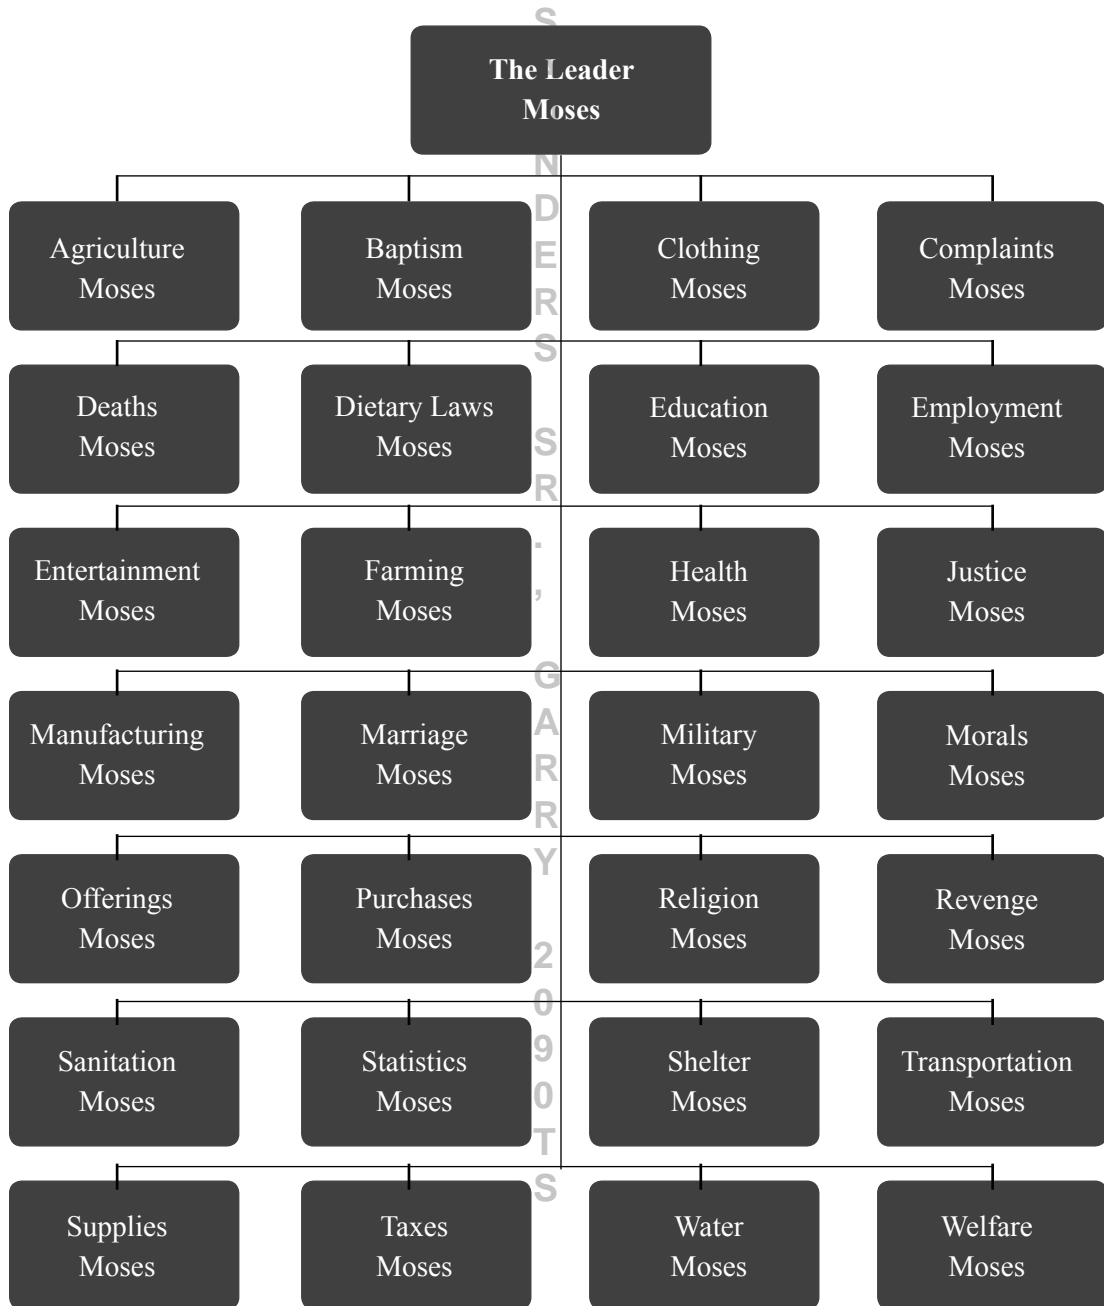 The Leader
Moses
Agriculture
Moses
Baptism
Moses
Clothing
Moses
Complaints
Moses
Deaths
Moses
Dietary Laws
Moses
Education
Moses
Employment
Moses
Entertainment
Moses
Farming
Moses
Health
Moses
Justice
Moses
Manufacturing
Moses
Marriage
Moses
Military
Moses
Morals
Moses
Offerings
Moses
Purchases
Moses
Religion
Moses
Revenge
Moses
Sanitation
Moses
Statistics
Moses
Shelter
Moses
Transportation
Moses
Supplies
Moses
Taxes
Moses
Water
Moses
Welfare
Moses
SR., GARRY 2090TS